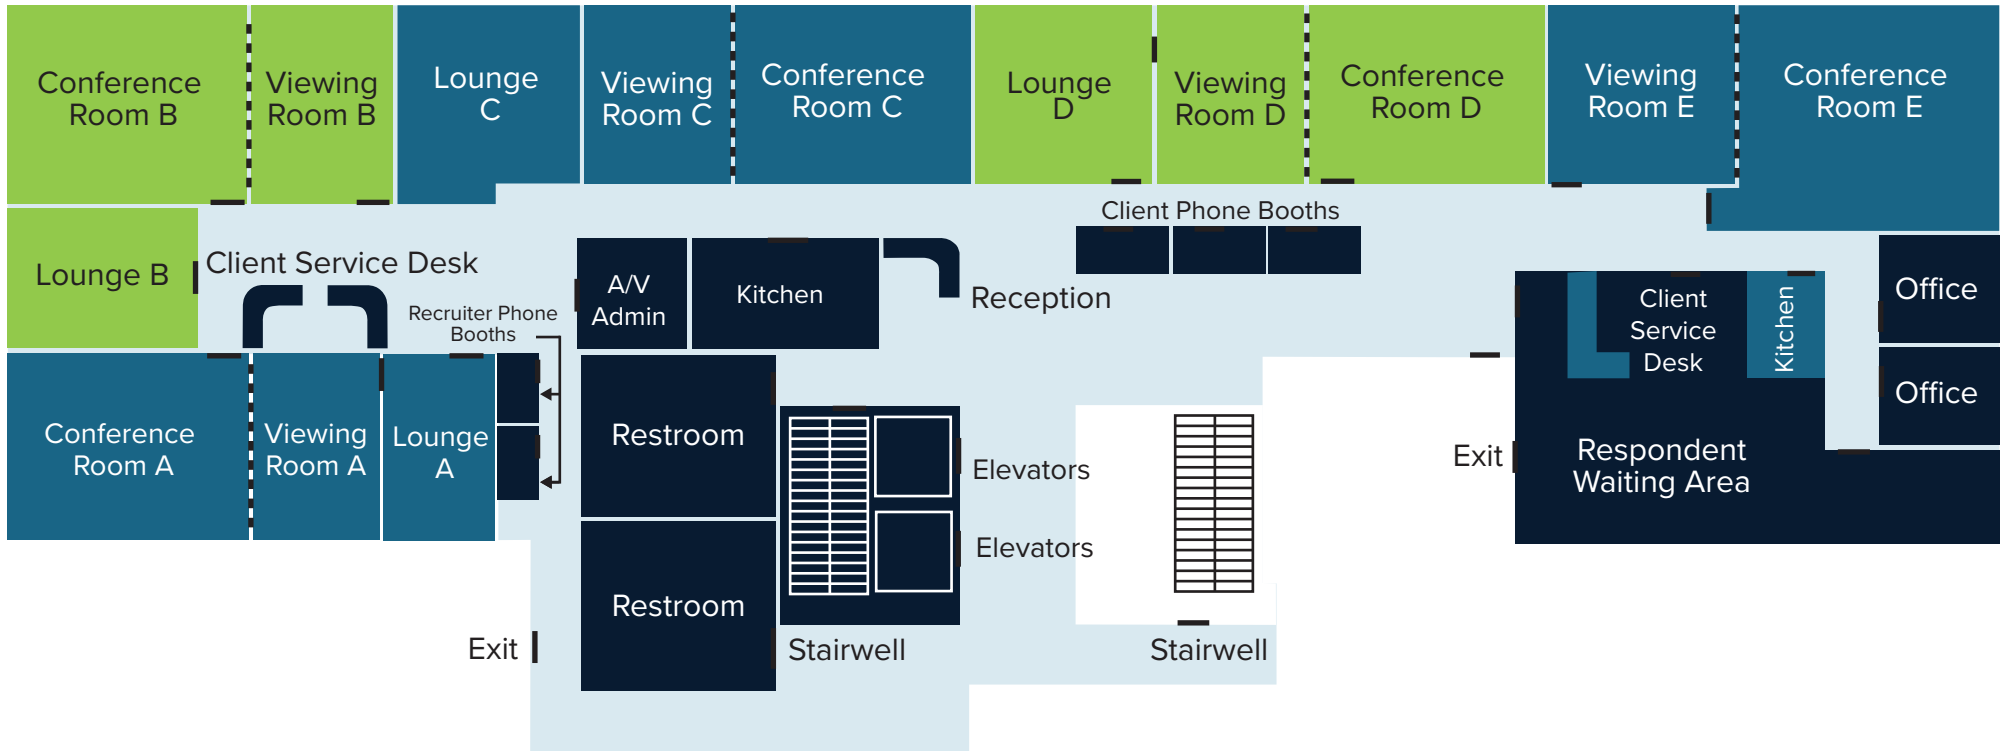 Conference
Room B
Viewing
Room B
Lounge
C
Viewing
Room C
Conference
Room C
Lounge
D
Viewing
Room D
Conference
Room D
Viewing
Room E
Conference
Room E
Client Phone Booths
Lounge B
Client Service Desk
Recruiter Phone
Booths
A/V
Admin
Kitchen
Reception
Client
Service
Desk
Kitchen
Office
Office
Conference
Room A
Viewing
Room A
Lounge
A
Restroom
Elevators
Exit
Respondent
Waiting Area
Restroom
Elevators
Exit
Stairwell
Stairwell